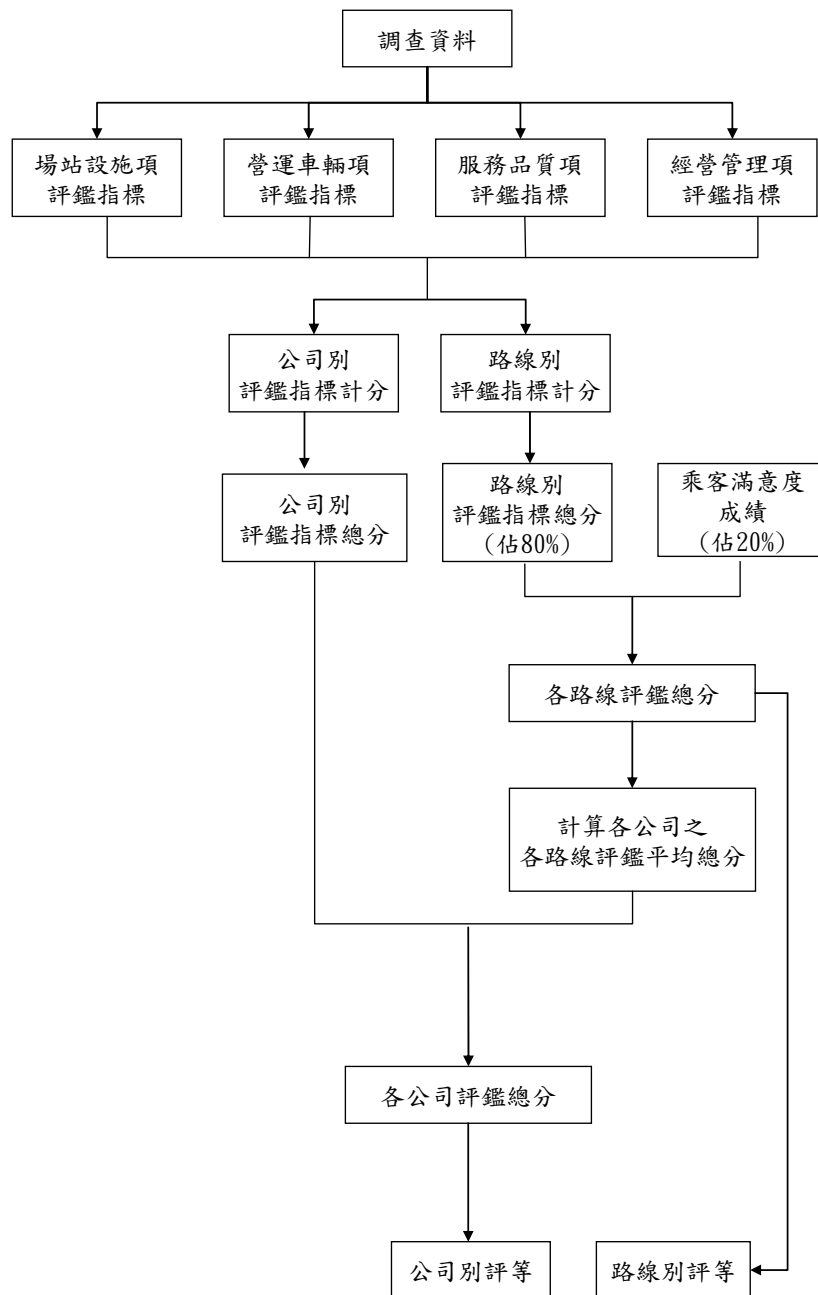 調查資料
場站設施項
評鑑指標
營運車輛項
評鑑指標
服務品質項
評鑑指標
經營管理項
評鑑指標
公司別
評鑑指標計分
路線別
評鑑指標計分
公司別
評鑑指標總分
路線別
評鑑指標總分
(佔80%)
乘客滿意度
成績
(佔20%)
各路線評鑑總分
計算各公司之
各路線評鑑平均總分
各公司評鑑總分
公司別評等
路線別評等